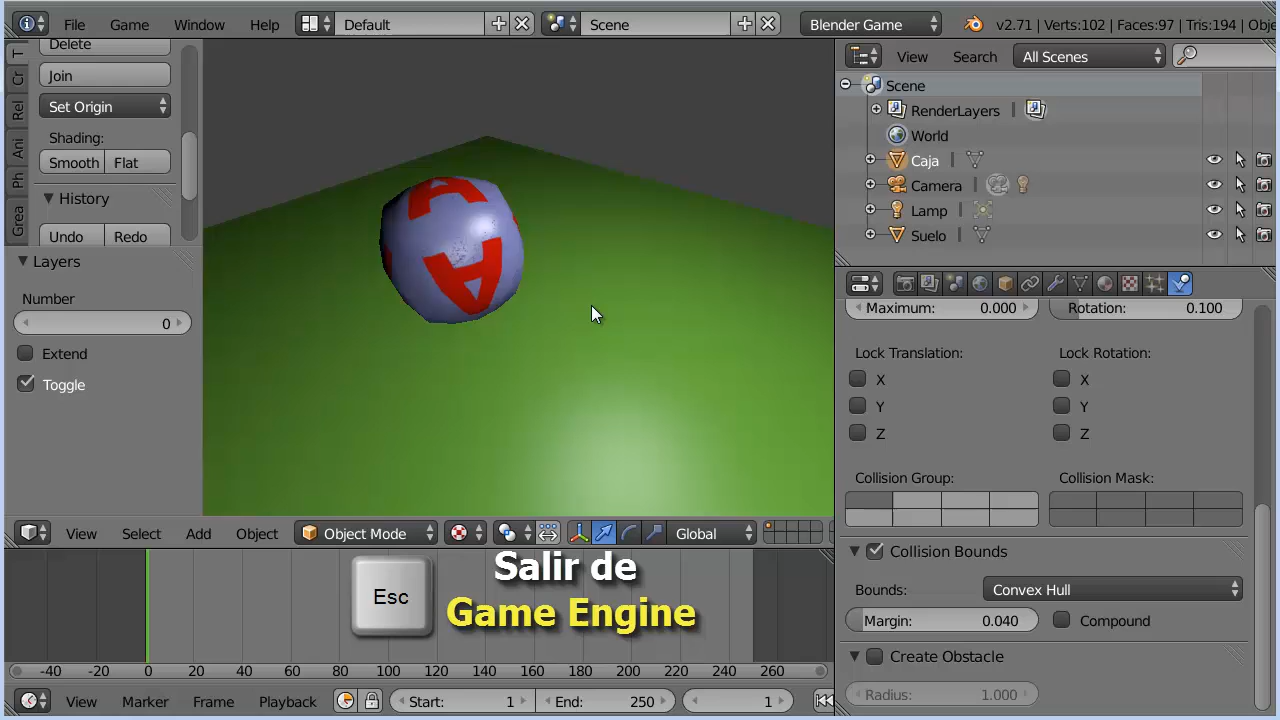 File Game Window Help Default Scene Blender Game v2.71 | Verts:102 | Faces:97 | Tris:194 | Obje
Delete
Join
Set Origin
Shading:
Smooth Flat
History
Undo Redo
T
Cr
Rel
Ani
Ph
Grea
Layers
Number
0
Extend
Toggle
A
A
View Search All Scenes
Scene
RenderLayers
World
Caja
Camera
Lamp
Suelo
Maximum: 0.000 Rotation: 0.100
Lock Translation: Lock Rotation:
X X
Y Y
Z Z
Collision Group: Collision Mask:
Collision Bounds
Bounds: Convex Hull
Margin: 0.040 Compound
Create Obstacle
Radius: 1.000
View Select Add Object Object Mode Global
Esc
Salir de
Game Engine
-40 -20 0 20 40 60 80 100 120 140 160 180 200 220 240 260
View Marker Frame Playback Start: 1 End: 250 1